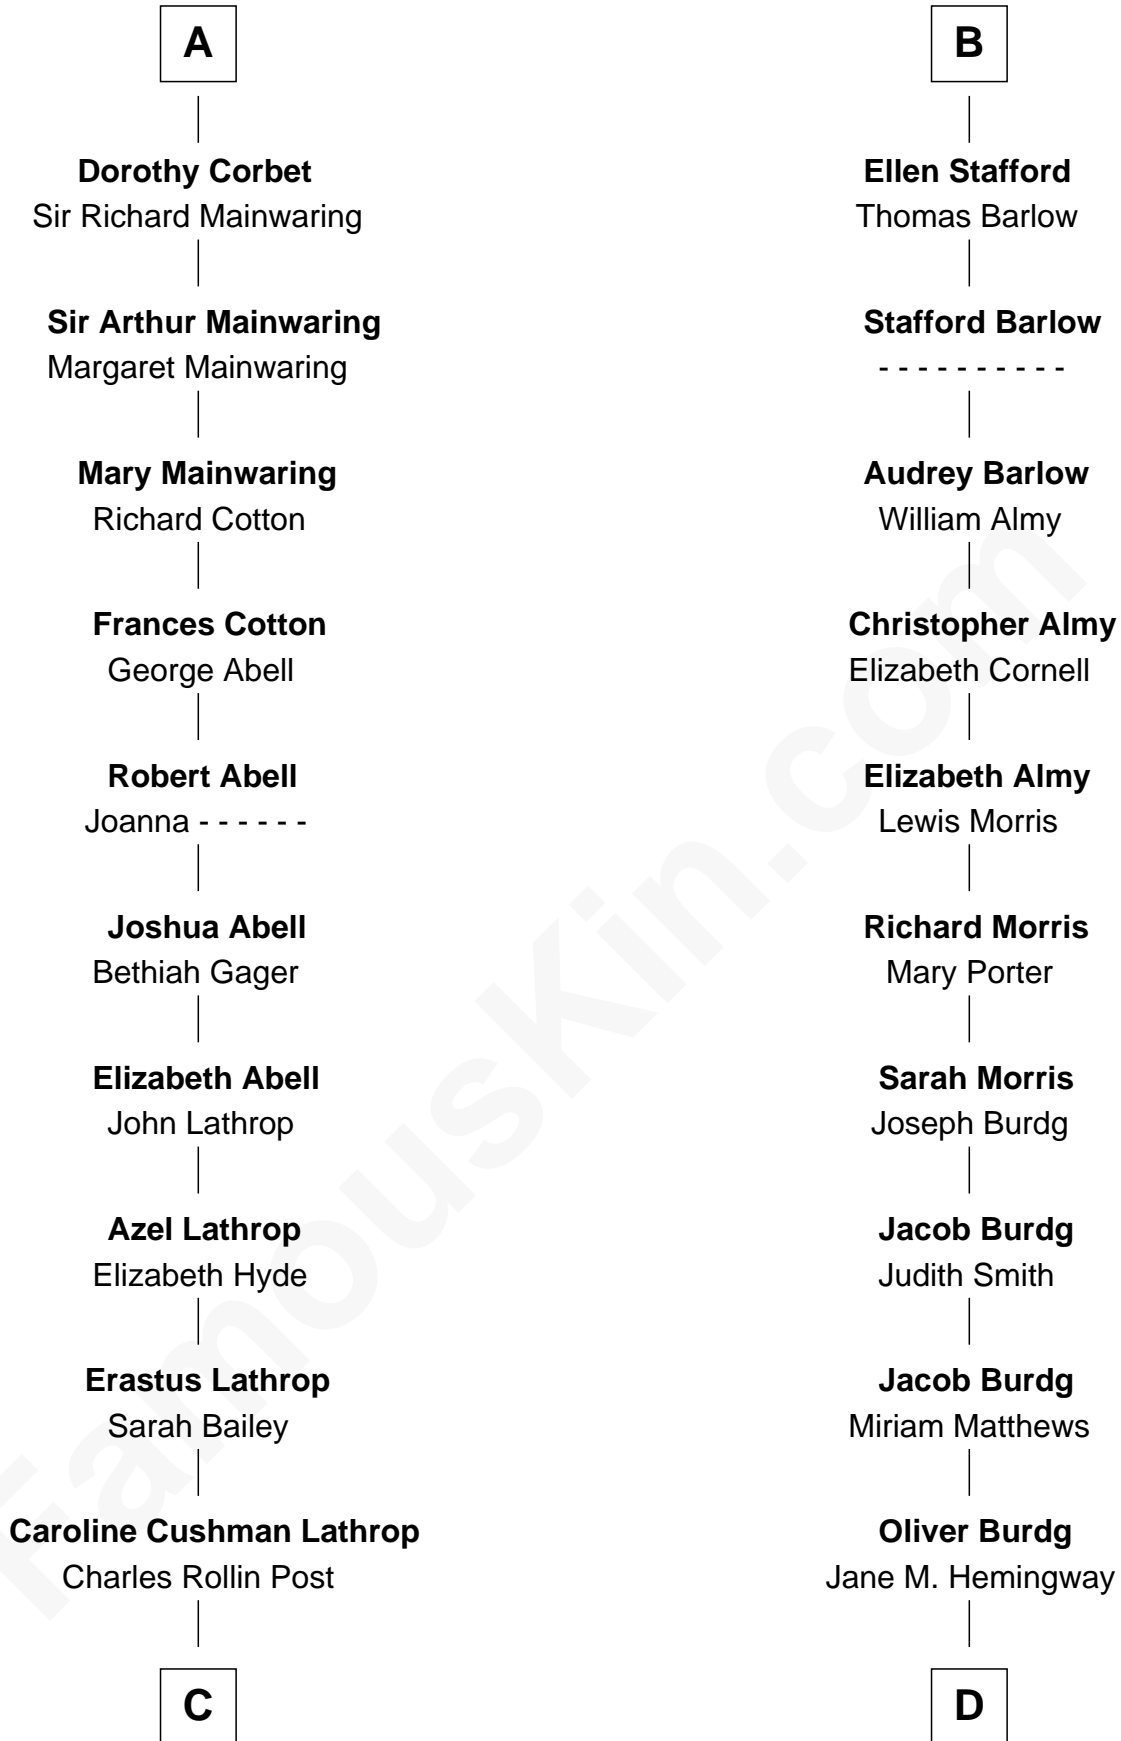 A
Dorothy Corbet
Sir Richard Mainwaring
Sir Arthur Mainwaring
Margaret Mainwaring
Mary Mainwaring
Richard Cotton
Frances Cotton
George Abell
Robert Abell
Joanna - - - - - -
Joshua Abell
Bethiah Gager
Elizabeth Abell
John Lathrop
Azel Lathrop
Elizabeth Hyde
Erastus Lathrop
Sarah Bailey
Caroline Cushman Lathrop
Charles Rollin Post
C
B
Ellen Stafford
Thomas Barlow
Stafford Barlow
- - - - - - - - - -
Audrey Barlow
William Almy
Christopher Almy
Elizabeth Cornell
Elizabeth Almy
Lewis Morris
Richard Morris
Mary Porter
Sarah Morris
Joseph Burdg
Jacob Burdg
Judith Smith
Jacob Burdg
Miriam Matthews
Oliver Burdg
Jane M. Hemingway
D
FamousKin.com